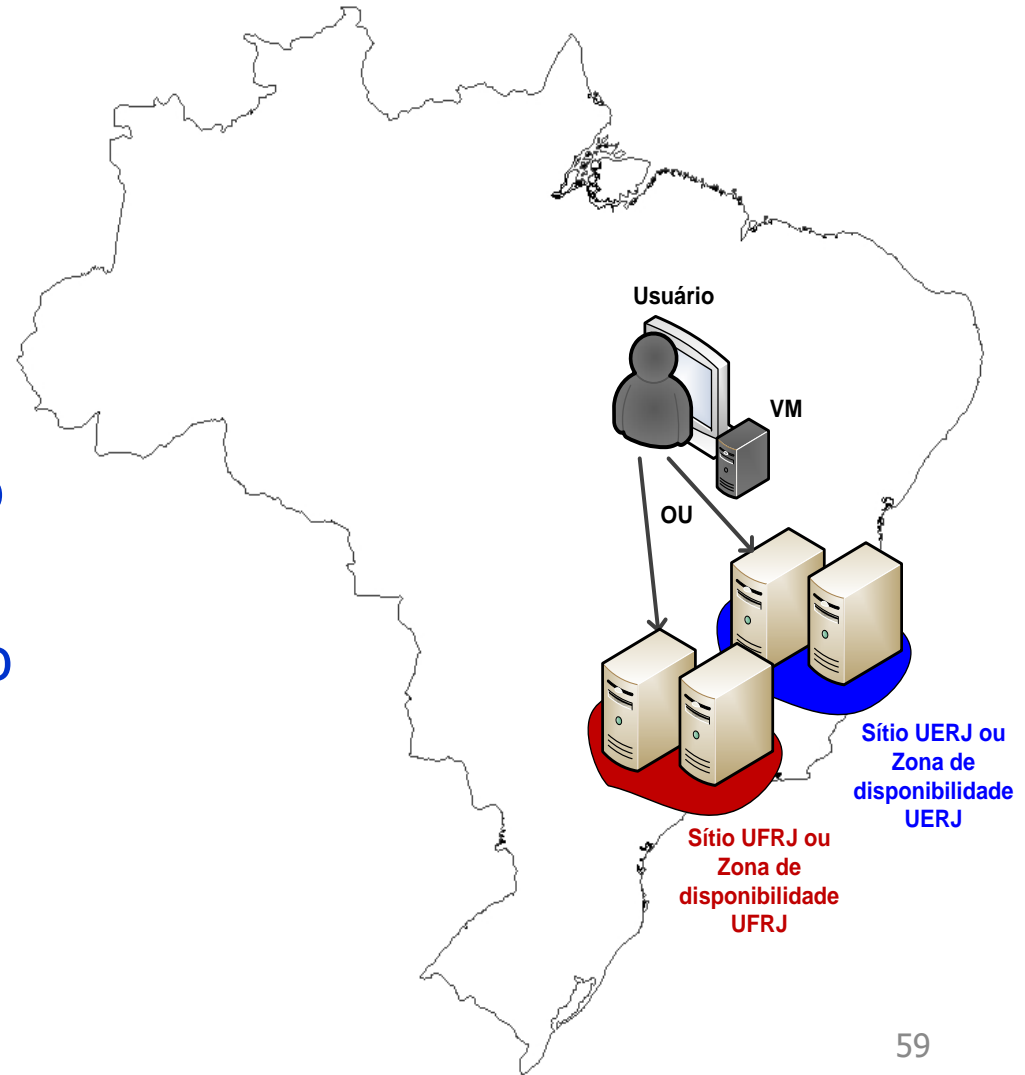 Usuário
VM
OU
Sítio UERJ ou
Zona de
disponibilidade
UERJ
Sítio UFRJ ou
Zona de
disponibilidade
UFRJ
59